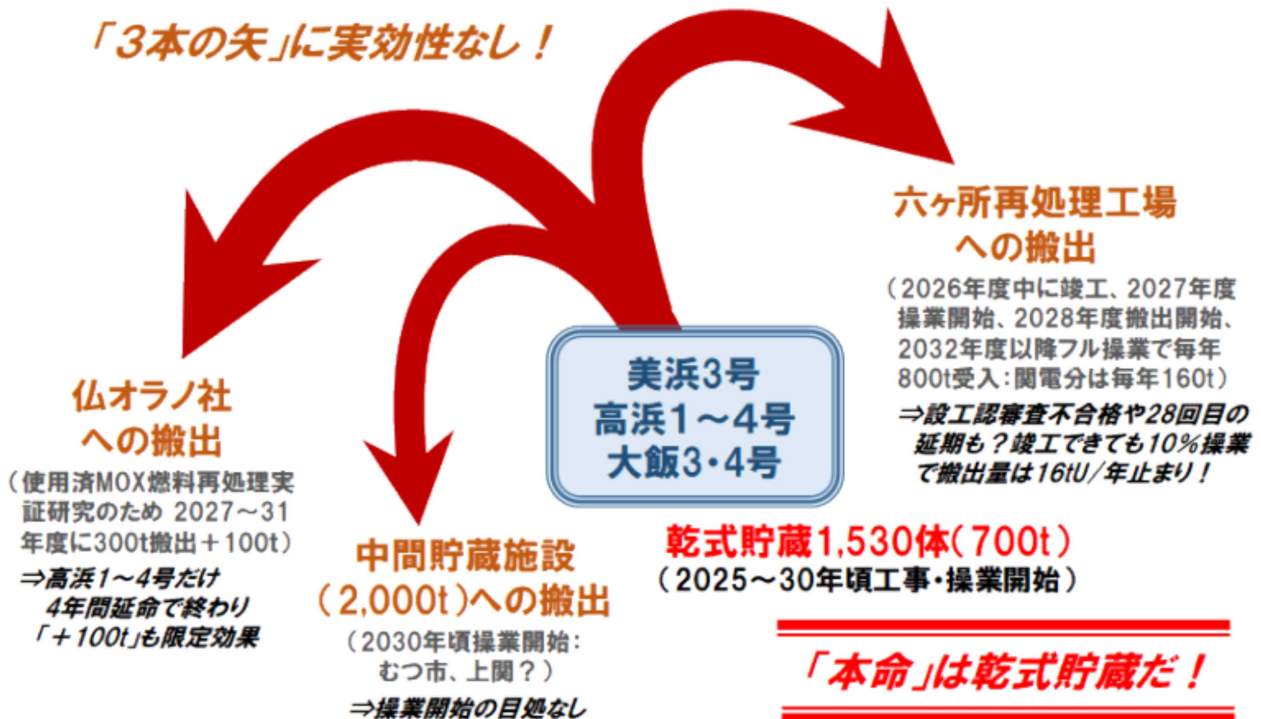 「3本の矢」に実効性なし！
六ヶ所再処理工場
への搬出
（2026年度中に竣工、2027年度
操業開始、2028年度搬出開始、
2032年度以降フル操業で毎年
800t受入：関電分は毎年160t）
⇒設工認審査不合格や28回目の
延期も？竣工できても10％操業
で搬出量は16tU/年止まり！
美浜3号
高浜1～4号
大飯3・4号
仏オラノ社
への搬出
（使用済MOX燃料再処理実
証研究のため 2027～31
年度に300t搬出＋100t）
⇒高浜1～4号だけ
4年間延命で終わり
「＋100t」も限定効果
中間貯蔵施設
（2,000t）への搬出
（2030年頃操業開始：
むつ市、上関？）
⇒操業開始の目処なし
乾式貯蔵1,530体（700t）
（2025～30年頃工事・操業開始）
「本命」は乾式貯蔵だ！